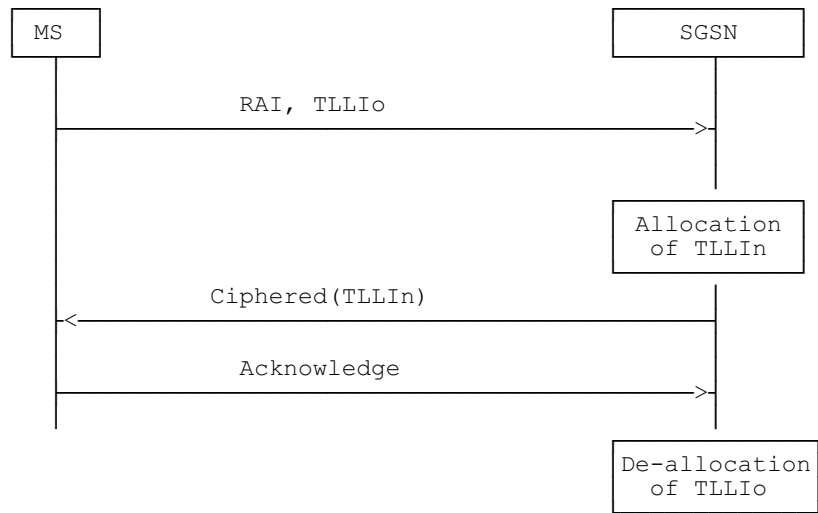 MS
SGSN
RAI, TLLIo
Allocation
of TLLIn
Ciphered(TLLIn)
Acknowledge
De-allocation
of TLLIo